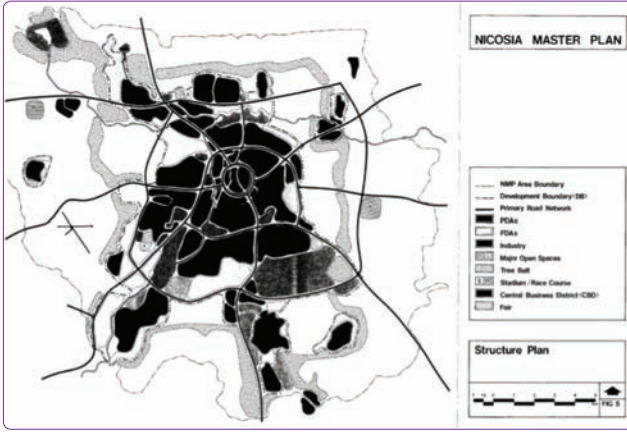 NICOSIA MASTER PLAN
NMP Area Boundary
Development Boundary (DB)
Primary Road Network
PDAs
FDAs
Industry
Major Open Spaces
Tree Belt
Stadium / Race Course
Central Business District (CBD)
Fair
Structure Plan
FIG 5